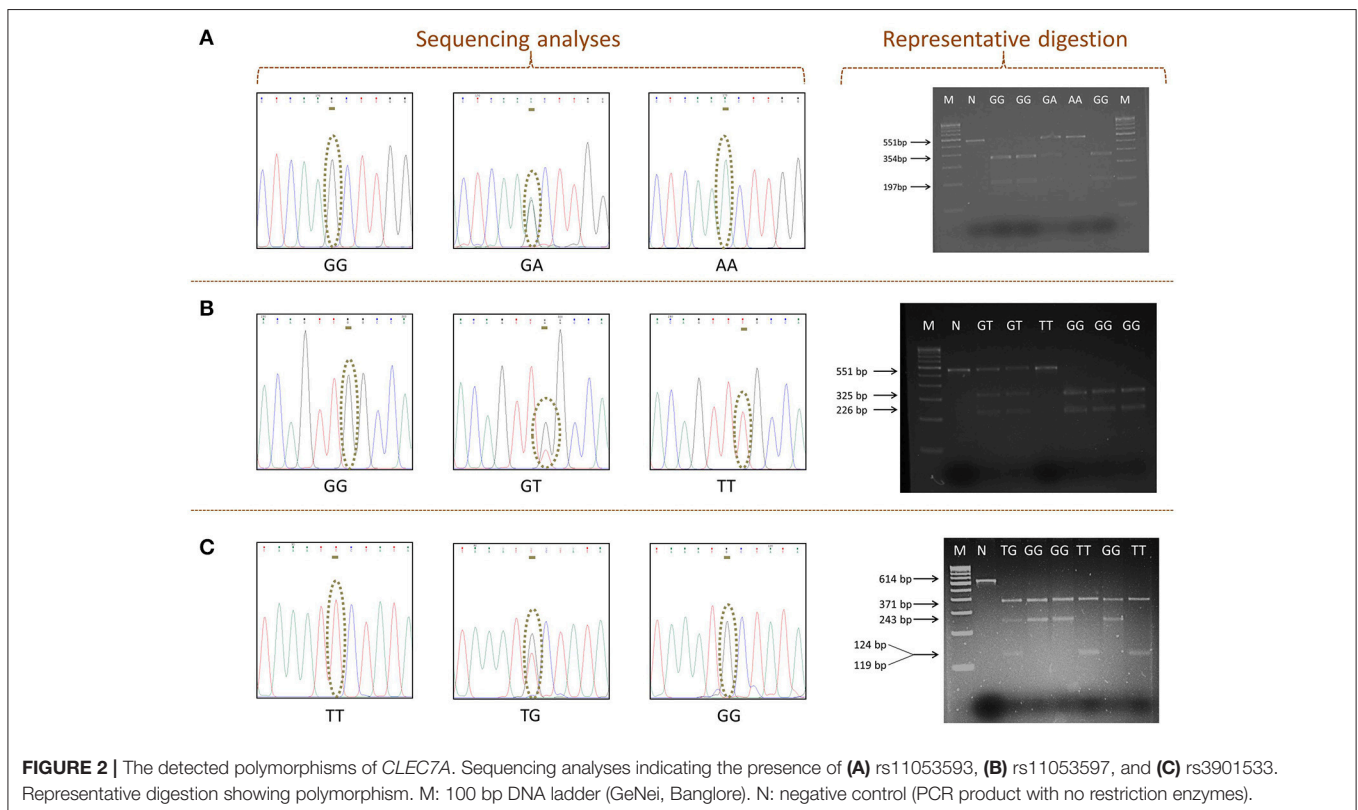 A
Sequencing analyses
Representative digestion
M N GG GG GA AA GG M
551bp
354bp
197bp
GG GA AA
B
M N GT GT TT GG GG GG
551 bp
325 bp
226 bp
GG GT TT
C
M N TG GG GG TT GG TT
614 bp
371 bp
243 bp
124 bp
119 bp
TT TG GG
FIGURE 2 | The detected polymorphisms of CLEC7A. Sequencing analyses indicating the presence of (A) rs11053593, (B) rs11053597, and (C) rs3901533.
Representative digestion showing polymorphism. M: 100 bp DNA ladder (GeNei, Banglore). N: negative control (PCR product with no restriction enzymes).